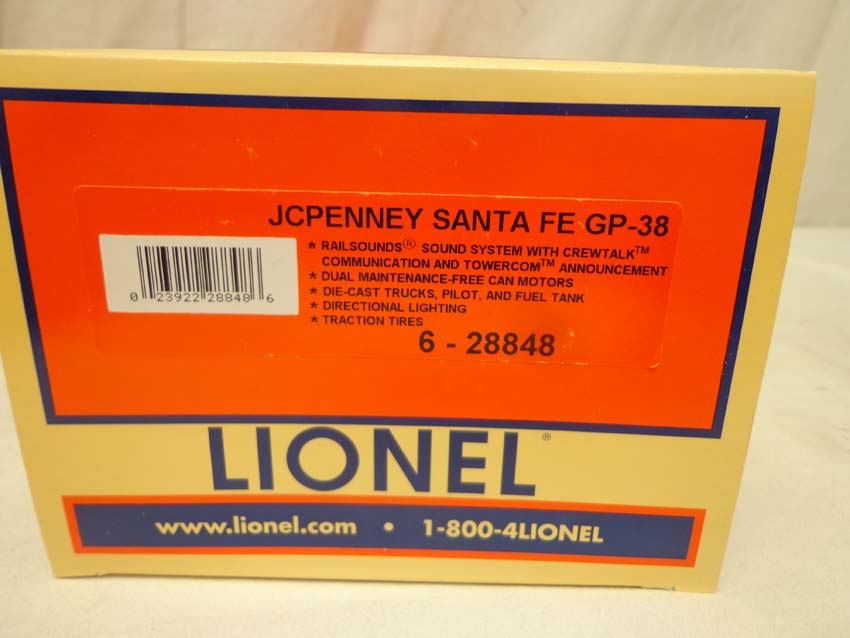 JCPENNEY SANTA FE GP-38
* RAILSOUNDS® SOUND SYSTEM WITH CREWTALK™
COMMUNICATION AND TOWERCOM™ ANNOUNCEMENT
* DUAL MAINTENANCE-FREE CAN MOTORS
* DIE-CAST TRUCKS, PILOT, AND FUEL TANK
* DIRECTIONAL LIGHTING
* TRACTION TIRES
0 23922 28848 6
6 - 28848
LIONEL®
www.lionel.com • 1-800-4LIONEL